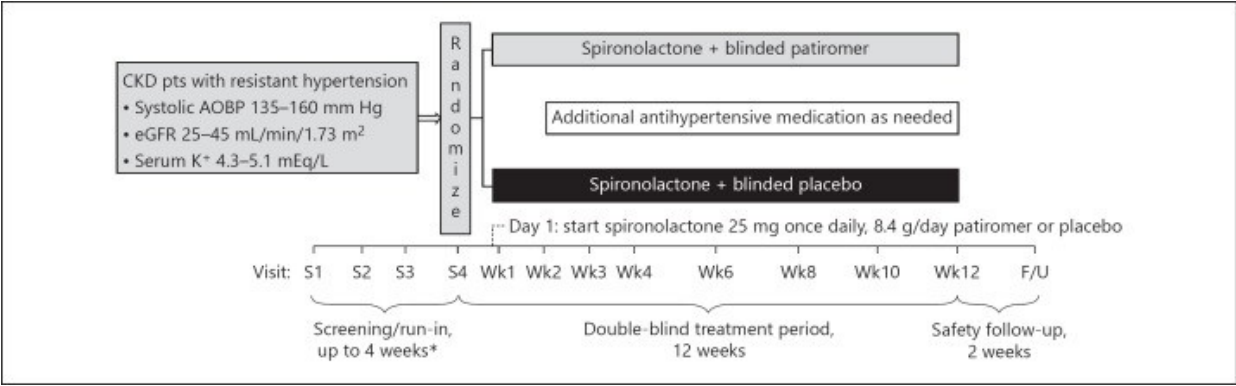 CKD pts with resistant hypertension
• Systolic AOBP 135–160 mm Hg
• eGFR 25–45 mL/min/1.73 m²
• Serum K⁺ 4.3–5.1 mEq/L
Randomize
Spironolactone + blinded patiromer
Additional antihypertensive medication as needed
Spironolactone + blinded placebo
Day 1: start spironolactone 25 mg once daily, 8.4 g/day patiromer or placebo
Visit: S1 S2 S3 S4 Wk1 Wk2 Wk3 Wk4 Wk6 Wk8 Wk10 Wk12 F/U
Screening/run-in,
up to 4 weeks*
Double-blind treatment period,
12 weeks
Safety follow-up,
2 weeks